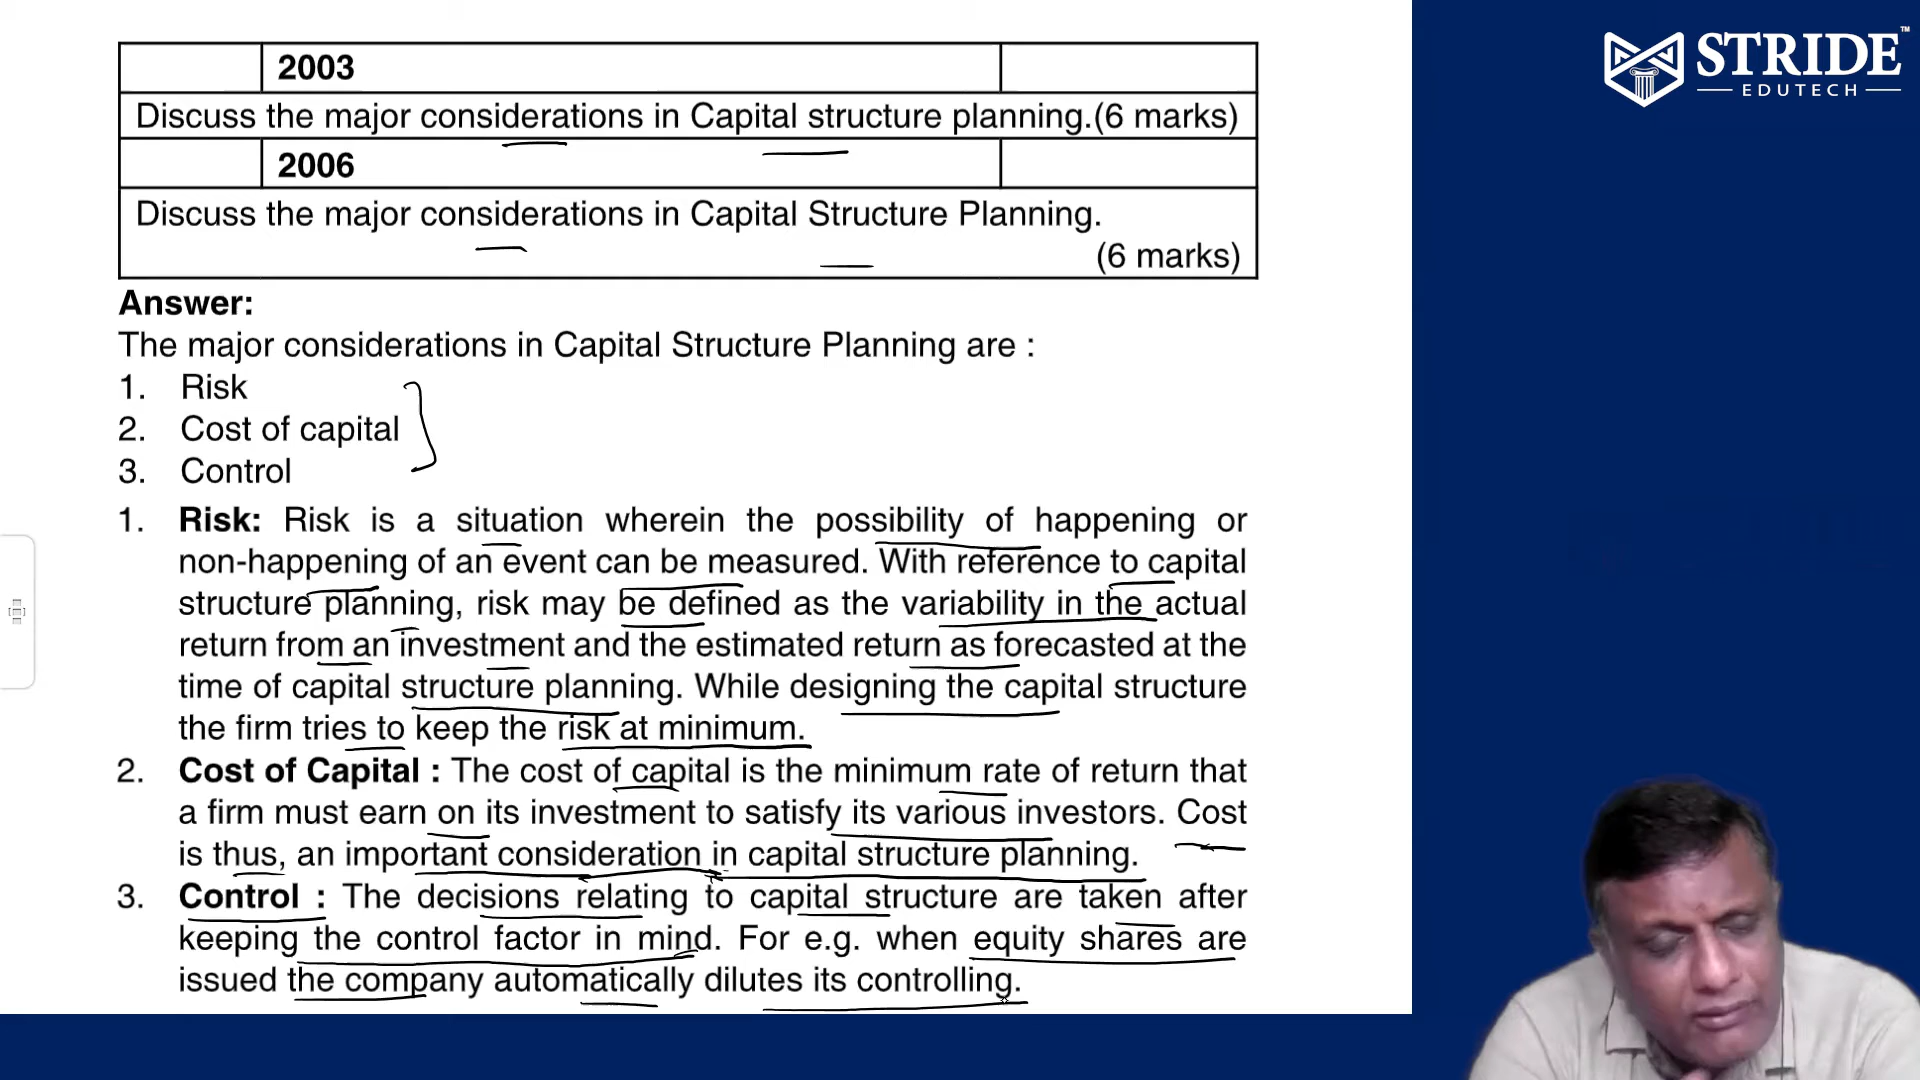 2003
Discuss the major considerations in Capital structure planning.(6 marks)
2006
Discuss the major considerations in Capital Structure Planning.
(6 marks)
Answer:
The major considerations in Capital Structure Planning are :
1. Risk
2. Cost of capital
3. Control
1. Risk: Risk is a situation wherein the possibility of happening or
non-happening of an event can be measured. With reference to capital
structure planning, risk may be defined as the variability in the actual
return from an investment and the estimated return as forecasted at the
time of capital structure planning. While designing the capital structure
the firm tries to keep the risk at minimum.
2. Cost of Capital : The cost of capital is the minimum rate of return that
a firm must earn on its investment to satisfy its various investors. Cost
is thus, an important consideration in capital structure planning.
3. Control : The decisions relating to capital structure are taken after
keeping the control factor in mind. For e.g. when equity shares are
issued the company automatically dilutes its controlling.
STRIDE™
EDUTECH